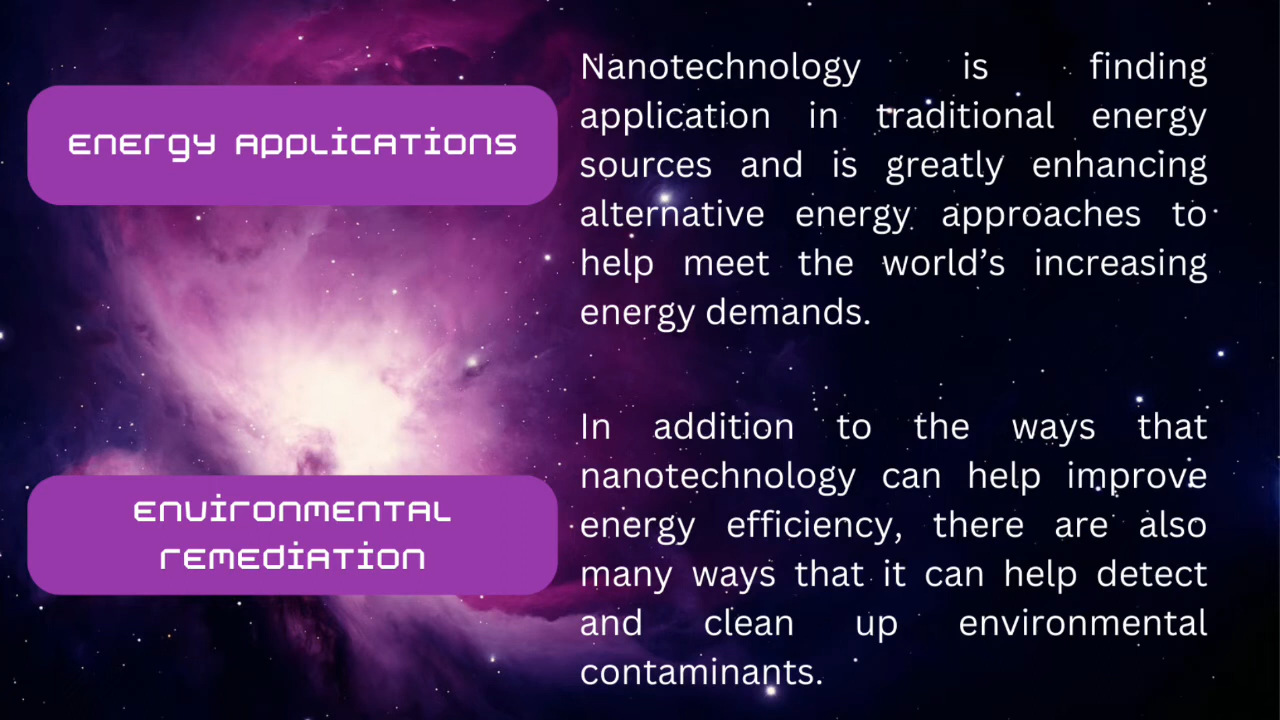 Energy Applications
Nanotechnology is finding
application in traditional energy
sources and is greatly enhancing
alternative energy approaches to
help meet the world’s increasing
energy demands.
Environmental
Remediation
In addition to the ways that
nanotechnology can help improve
energy efficiency, there are also
many ways that it can help detect
and clean up environmental
contaminants.